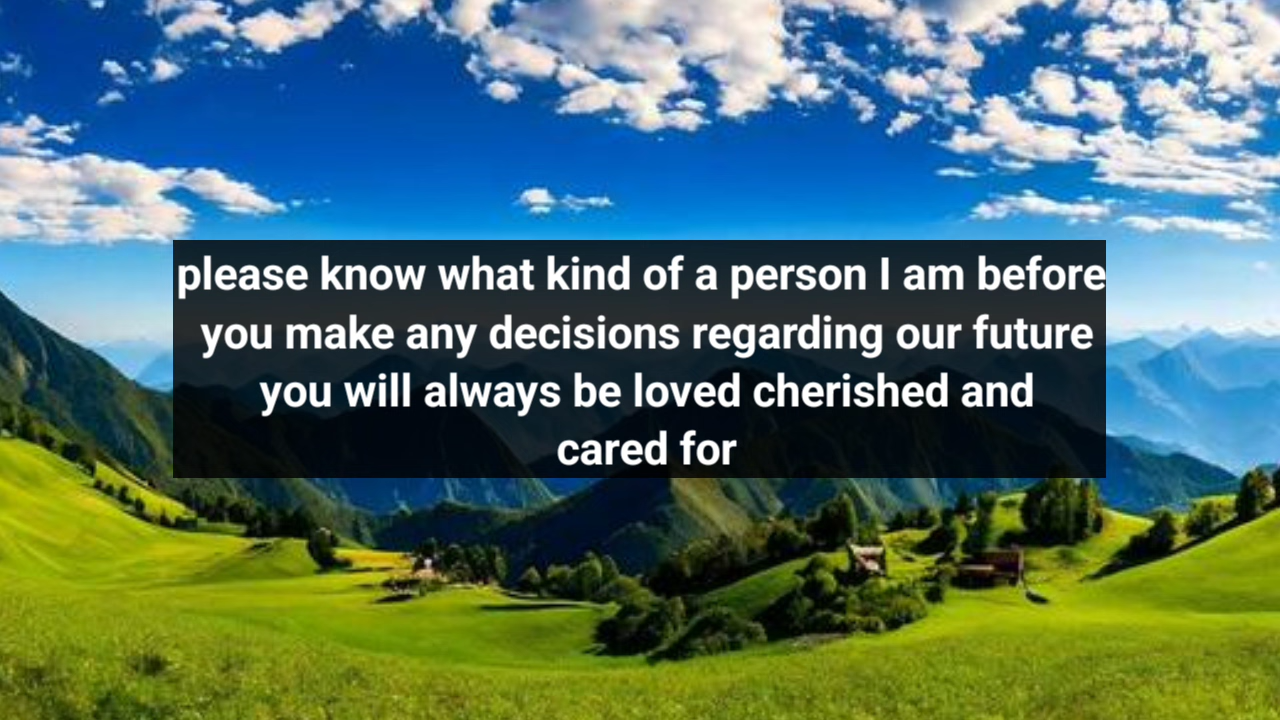 please know what kind of a person I am before
you make any decisions regarding our future
you will always be loved cherished and
cared for